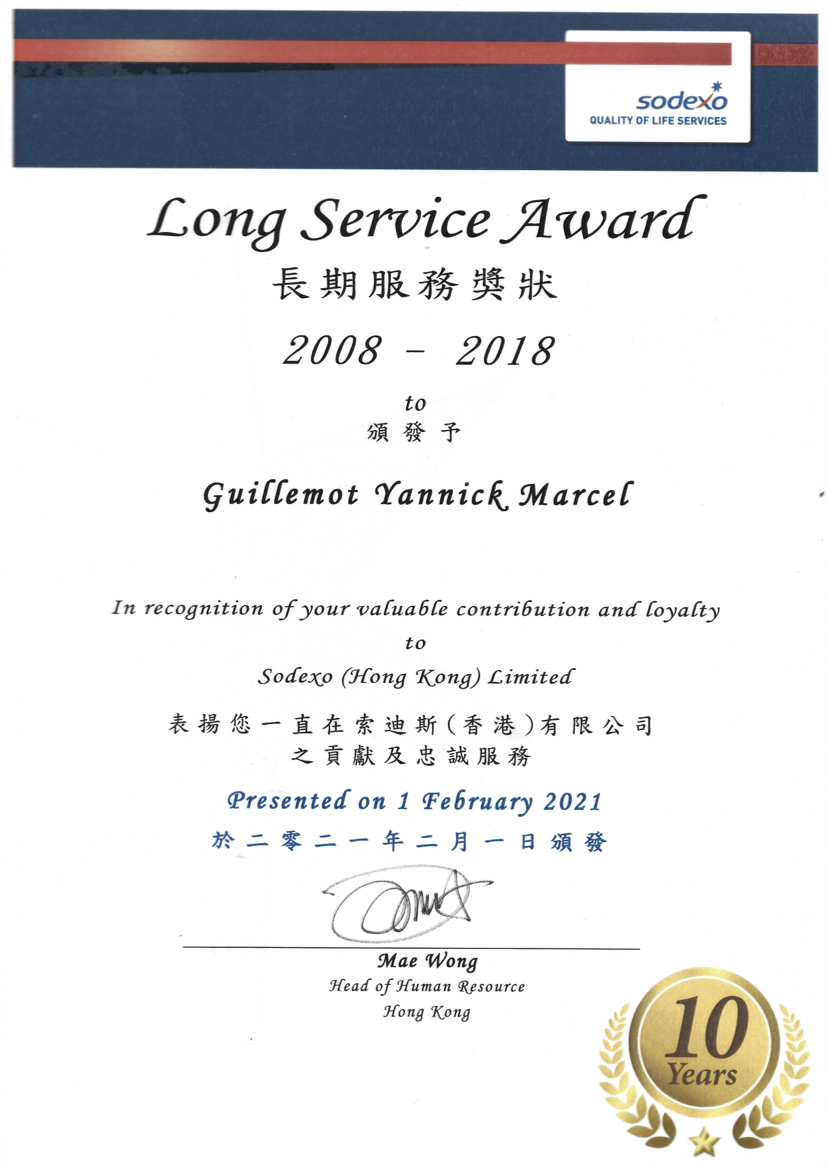 sodexo
QUALITY OF LIFE SERVICES
Long Service Award
長期服務獎狀
2008 - 2018
to
頒發予
Guillemot Yannick Marcel
In recognition of your valuable contribution and loyalty
to
Sodexo (Hong Kong) Limited
表揚您一直在索迪斯(香港)有限公司
之貢獻及忠誠服務
Presented on 1 February 2021
於二零二一年二月一日頒發
Mae Wong
Head of Human Resource
Hong Kong
10
Years